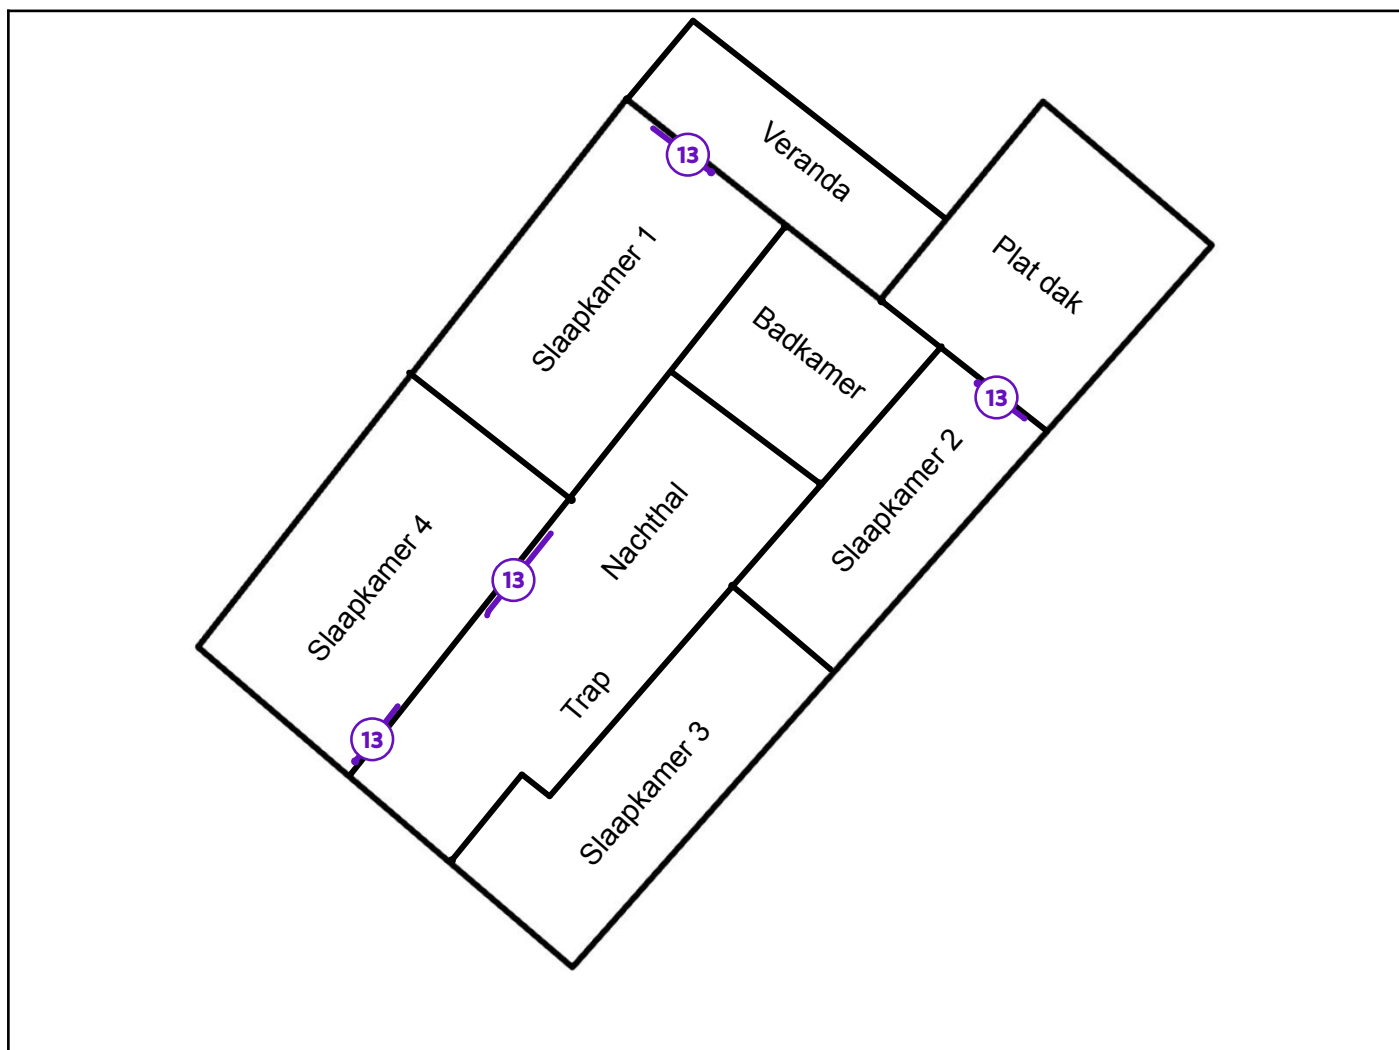 Veranda
13
Plat dak
Slaapkamer 1
Badkamer
13
Slaapkamer 2
Nachthal
Slaapkamer 4
13
Trap
13
Slaapkamer 3